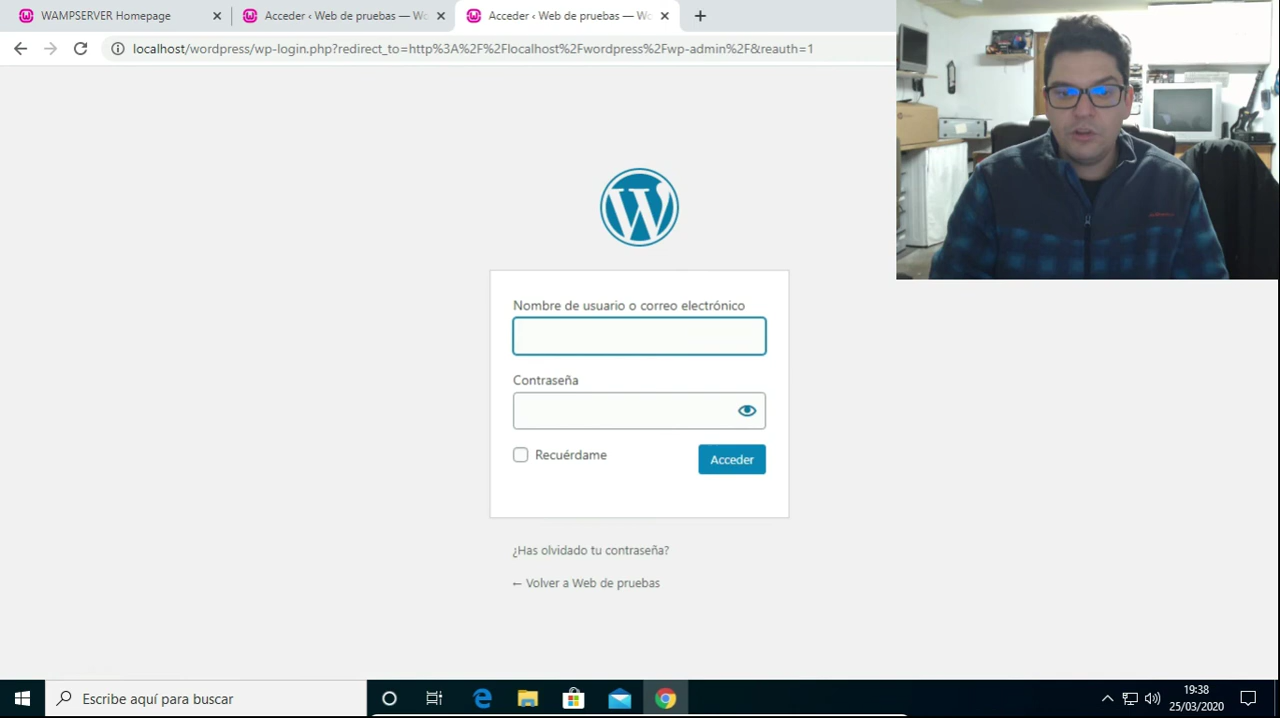 WAMPSERVER Homepage
Acceder ‹ Web de pruebas — Wo
Acceder ‹ Web de pruebas — Wo
localhost/wordpress/wp-login.php?redirect_to=http%3A%2F%2Flocalhost%2Fwordpress%2Fwp-admin%2F&reauth=1
Nombre de usuario o correo electrónico
Contraseña
Recuérdame
Acceder
¿Has olvidado tu contraseña?
← Volver a Web de pruebas
Escribe aquí para buscar
19:38
25/03/2020